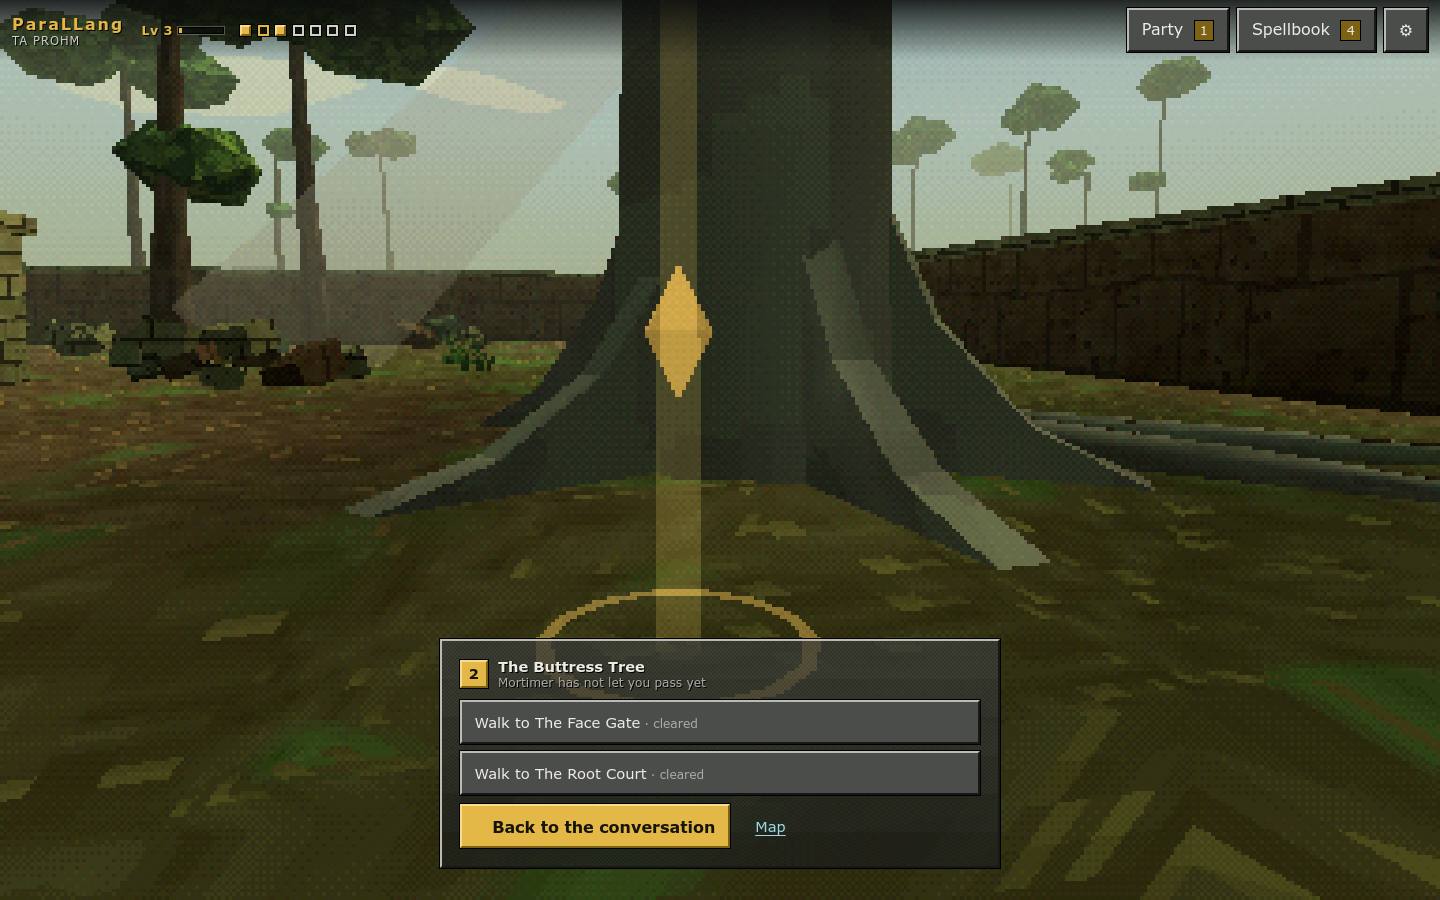 ParaLLang
TA PROHM
Lv 3
Party 1
Spellbook 4
2
The Buttress Tree
Mortimer has not let you pass yet
Walk to The Face Gate · cleared
Walk to The Root Court · cleared
Back to the conversation
Map